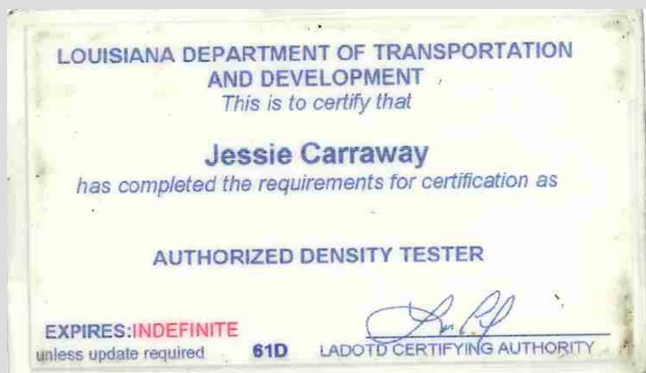 LOUISIANA DEPARTMENT OF TRANSPORTATION
AND DEVELOPMENT
This is to certify that
Jessie Carraway
has completed the requirements for certification as
AUTHORIZED DENSITY TESTER
EXPIRES:INDEFINITE
unless update required 61D LADOTD CERTIFYING AUTHORITY